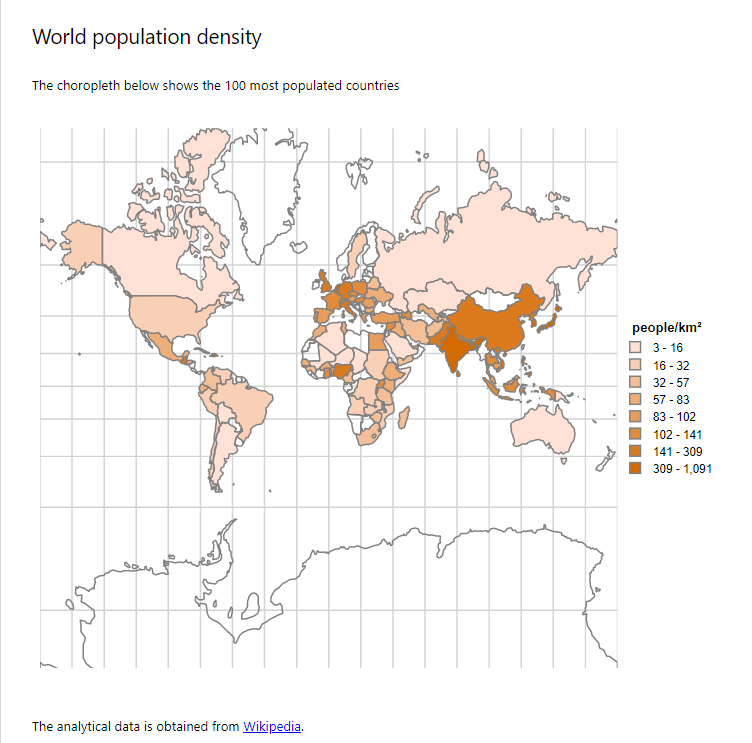 World population density
The choropleth below shows the 100 most populated countries
people/km²
3 - 16
16 - 32
32 - 57
57 - 83
83 - 102
102 - 141
141 - 309
309 - 1,091
The analytical data is obtained from Wikipedia.